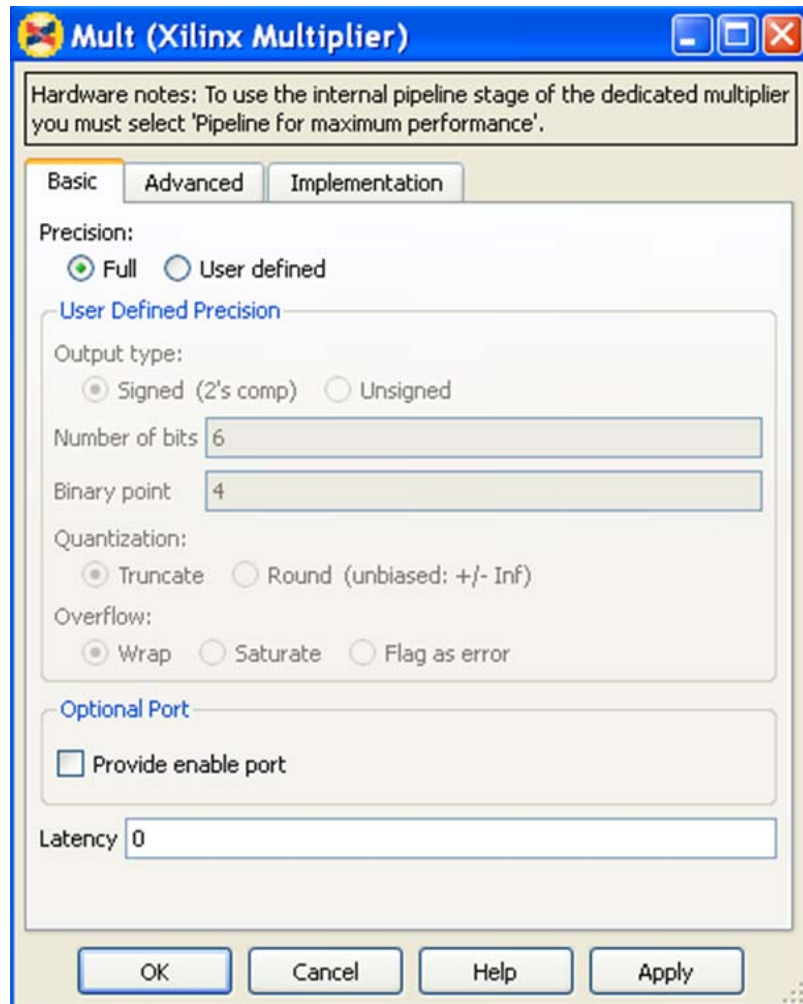 Mult (Xilinx Multiplier)
Hardware notes: To use the internal pipeline stage of the dedicated multiplier
you must select 'Pipeline for maximum performance'.
Basic Advanced Implementation
Precision:
Full User defined
User Defined Precision
Output type:
Signed (2's comp) Unsigned
Number of bits 6
Binary point 4
Quantization:
Truncate Round (unbiased: +/- Inf)
Overflow:
Wrap Saturate Flag as error
Optional Port
Provide enable port
Latency 0
OK Cancel Help Apply